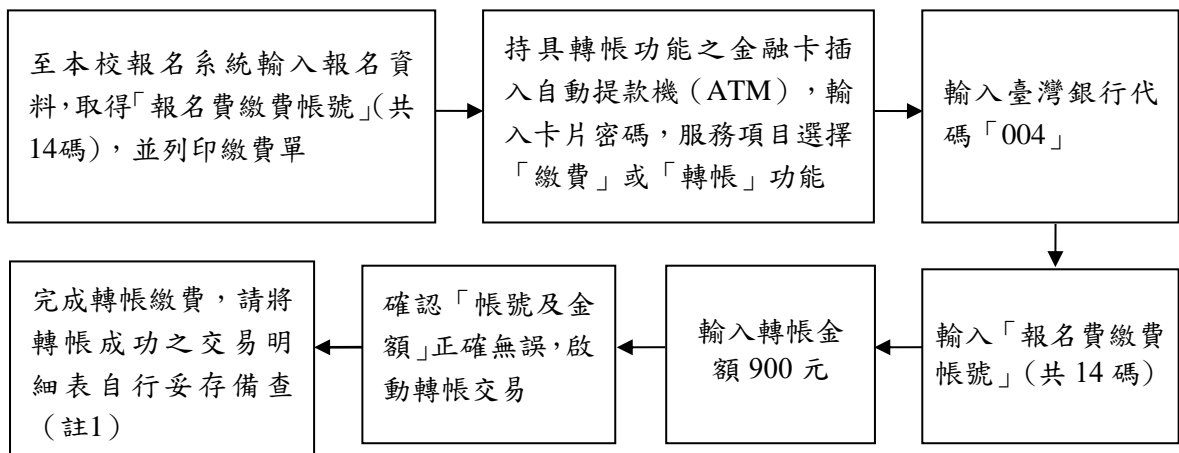 至本校報名系統輸入報名資
料,取得「報名費繳費帳號」(共
14碼),並列印繳費單
持具轉帳功能之金融卡插
入自動提款機(ATM),輸
入卡片密碼,服務項目選擇
「繳費」或「轉帳」功能
輸入臺灣銀行代
碼「004」
輸入「報名費繳費
帳號」(共 14 碼)
輸入轉帳金
額 900 元
確認「帳號及金
額」正確無誤,啟
動轉帳交易
完成轉帳繳費,請將
轉帳成功之交易明
細表自行妥存備查
(註1)